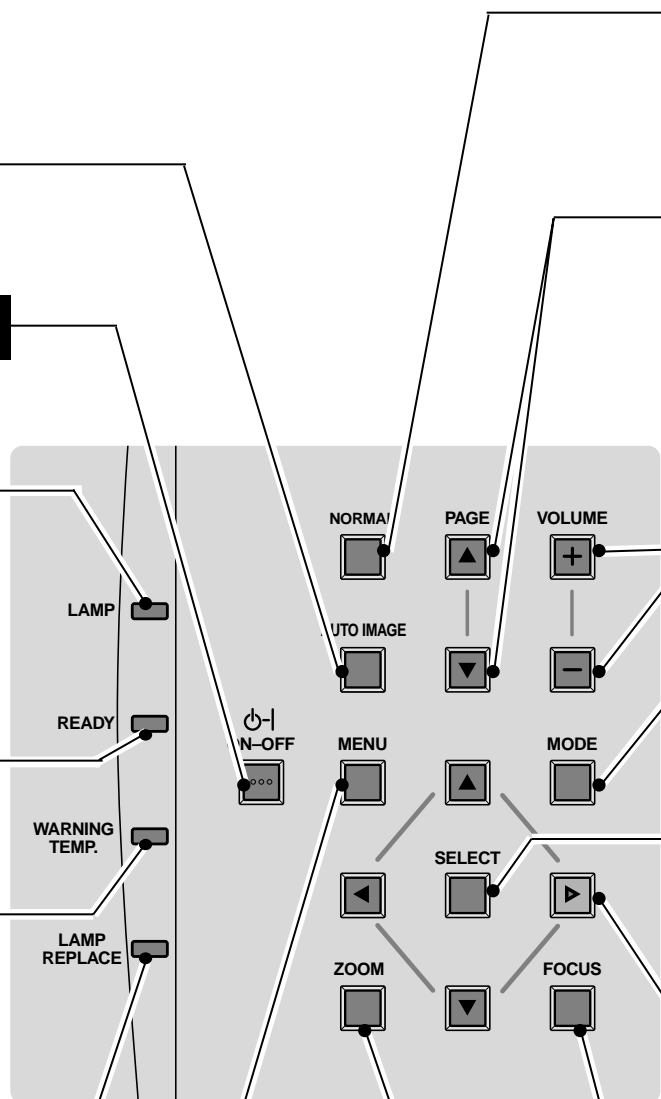 NORMAL
PAGE
VOLUME
LAMP
AUTO IMAGE
READY
ON–OFF
MENU
MODE
WARNING
TEMP.
SELECT
LAMP
REPLACE
ZOOM
FOCUS